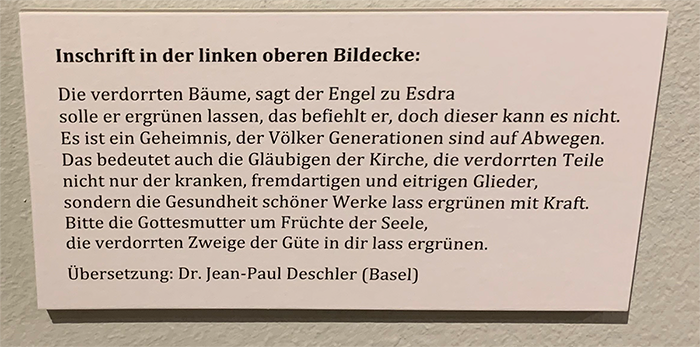 Inschrift in der linken oberen Bildecke:
Die verdorrten Bäume, sagt der Engel zu Esdra
solle er ergrünen lassen, das befiehlt er, doch dieser kann es nicht.
Es ist ein Geheimnis, der Völker Generationen sind auf Abwegen.
Das bedeutet auch die Gläubigen der Kirche, die verdorrten Teile
nicht nur der kranken, fremdartigen und eitrigen Glieder,
sondern die Gesundheit schöner Werke lass ergrünen mit Kraft.
Bitte die Gottesmutter um Früchte der Seele,
die verdorrten Zweige der Güte in dir lass ergrünen.
Übersetzung: Dr. Jean-Paul Deschler (Basel)